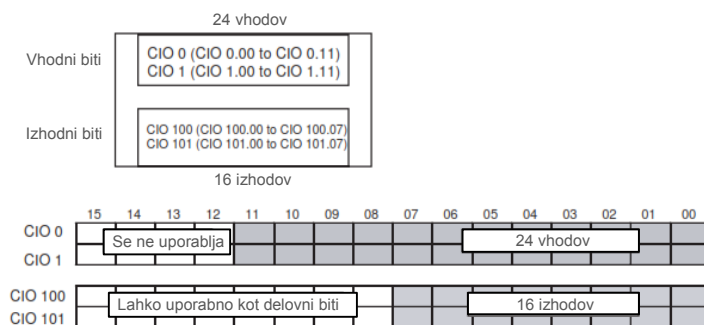 24 vhodov
Vhodni biti
CIO 0 (CIO 0.00 to CIO 0.11)
CIO 1 (CIO 1.00 to CIO 1.11)
Izhodni biti
CIO 100 (CIO 100.00 to CIO 100.07)
CIO 101 (CIO 101.00 to CIO 101.07)
16 izhodov
15 14 13 12 11 10 09 08 07 06 05 04 03 02 01 00
CIO 0
Se ne uporablja 24 vhodov
CIO 1
CIO 100
Lahko uporabno kot delovni biti 16 izhodov
CIO 101